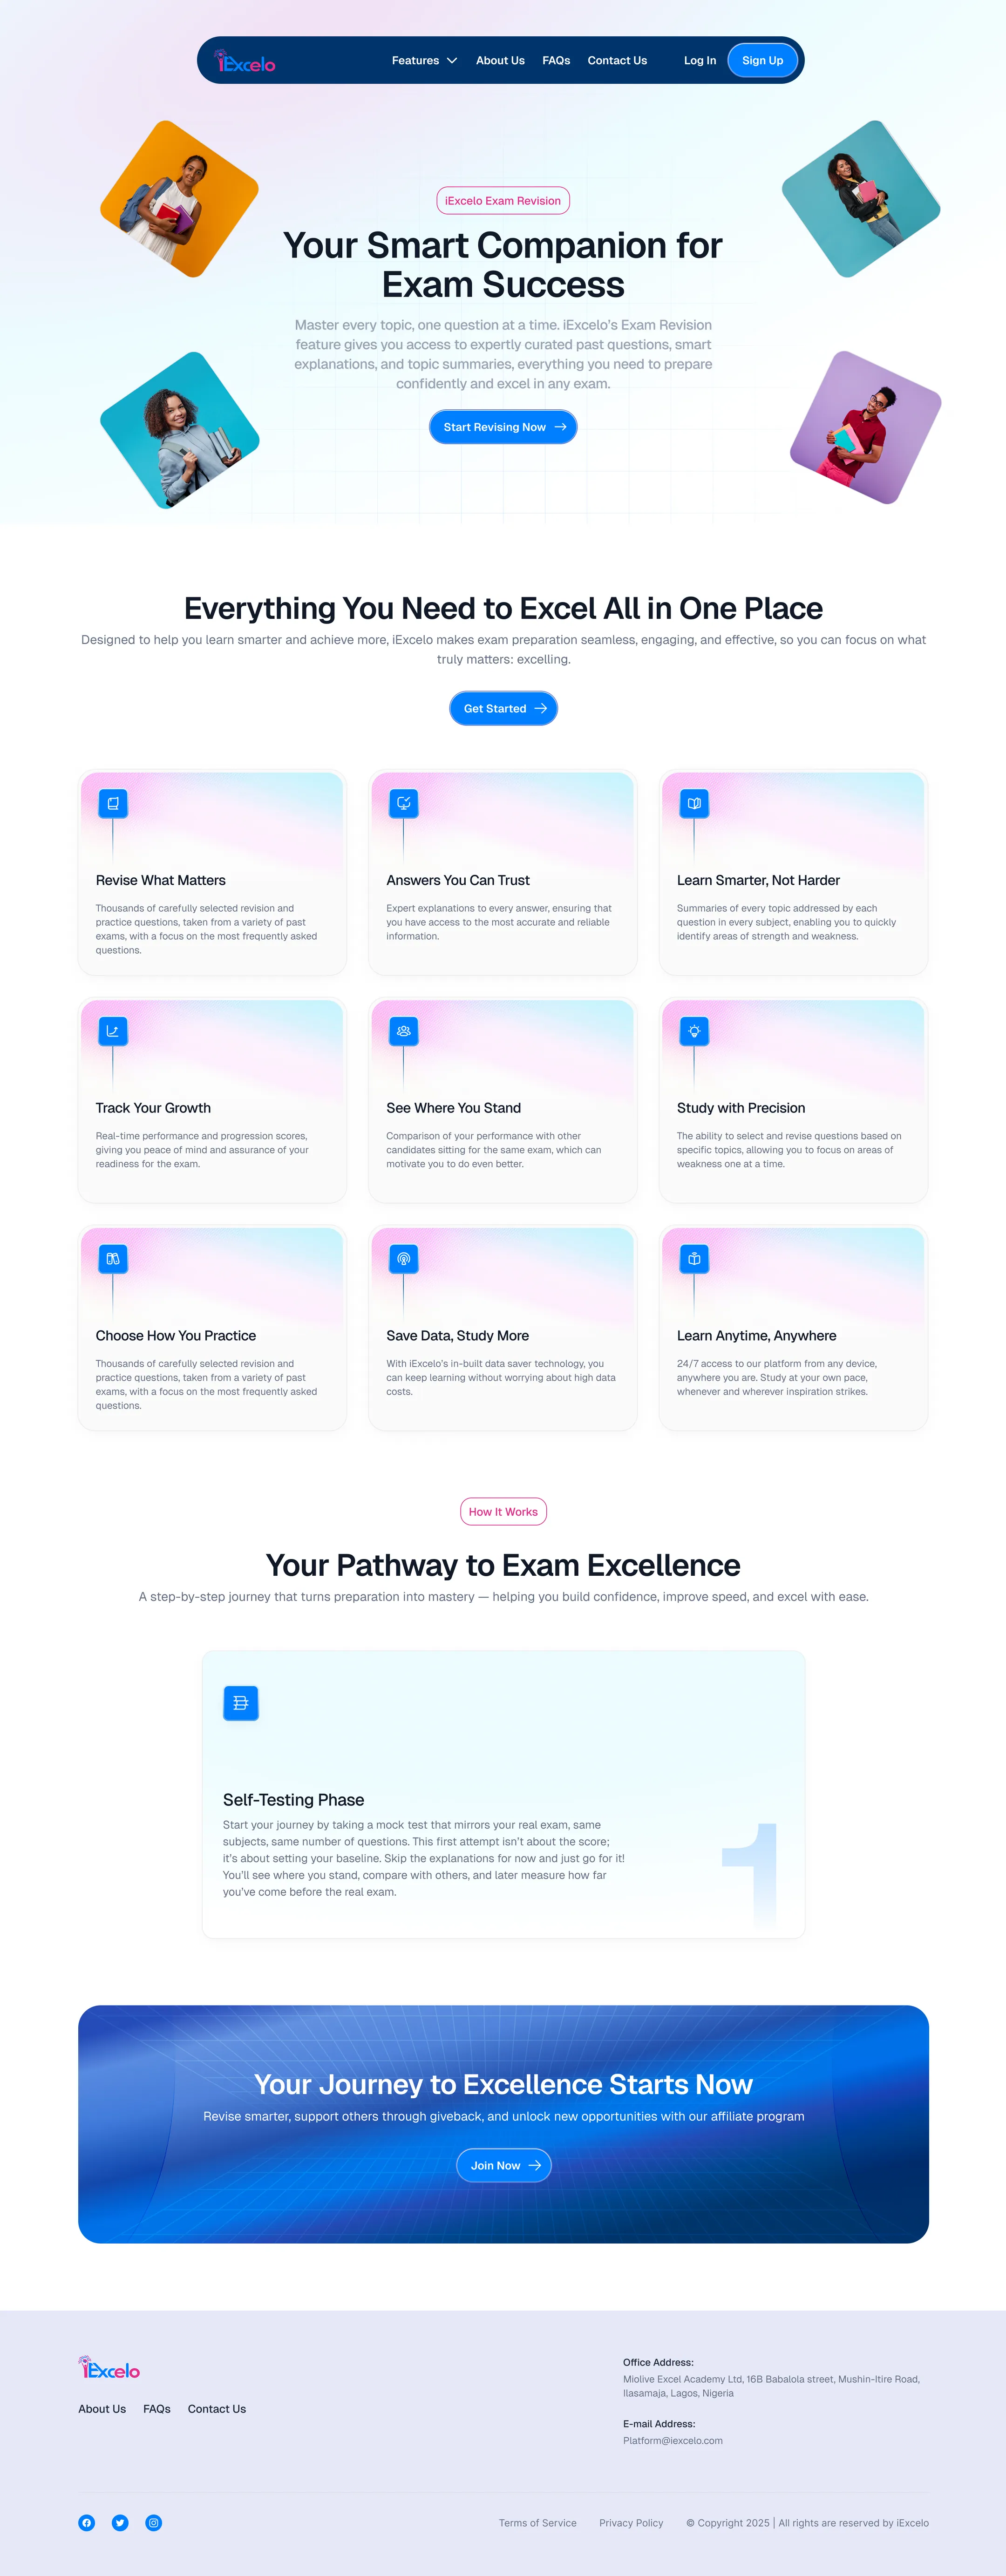 iExcelo
Features
About Us
FAQs
Contact Us
Log In
Sign Up
iExcelo Exam Revision
Your Smart Companion for
Exam Success
Master every topic, one question at a time. iExcelo's Exam Revision
feature gives you access to expertly curated past questions, smart
explanations, and topic summaries, everything you need to prepare
confidently and excel in any exam.
Start Revising Now
Everything You Need to Excel All in One Place
Designed to help you learn smarter and achieve more, iExcelo makes exam preparation seamless, engaging, and effective, so you can focus on what
truly matters: excelling.
Get Started
Revise What Matters
Thousands of carefully selected revision and
practice questions, taken from a variety of past
exams, with a focus on the most frequently asked
questions.
Answers You Can Trust
Expert explanations to every answer, ensuring that
you have access to the most accurate and reliable
information.
Learn Smarter, Not Harder
Summaries of every topic addressed by each
question in every subject, enabling you to quickly
identify areas of strength and weakness.
Track Your Growth
Real-time performance and progression scores,
giving you peace of mind and assurance of your
readiness for the exam.
See Where You Stand
Comparison of your performance with other
candidates sitting for the same exam, which can
motivate you to do even better.
Study with Precision
The ability to select and revise questions based on
specific topics, allowing you to focus on areas of
weakness one at a time.
Choose How You Practice
Thousands of carefully selected revision and
practice questions, taken from a variety of past
exams, with a focus on the most frequently asked
questions.
Save Data, Study More
With iExcelo's in-built data saver technology, you
can keep learning without worrying about high data
costs.
Learn Anytime, Anywhere
24/7 access to our platform from any device,
anywhere you are. Study at your own pace,
whenever and wherever inspiration strikes.
How It Works
Your Pathway to Exam Excellence
A step-by-step journey that turns preparation into mastery — helping you build confidence, improve speed, and excel with ease.
Self-Testing Phase
Start your journey by taking a mock test that mirrors your real exam, same
subjects, same number of questions. This first attempt isn't about the score;
it's about setting your baseline. Skip the explanations for now and just go for it!
You'll see where you stand, compare with others, and later measure how far
you've come before the real exam.
1
Your Journey to Excellence Starts Now
Revise smarter, support others through giveback, and unlock new opportunities with our affiliate program
Join Now
iExcelo
About Us
FAQs
Contact Us
Office Address:
Miolive Excel Academy Ltd, 16B Babalola street, Mushin-Itire Road,
Ilasamaja, Lagos, Nigeria
E-mail Address:
Platform@iexcelo.com
Terms of Service
Privacy Policy
© Copyright 2025 | All rights are reserved by iExcelo